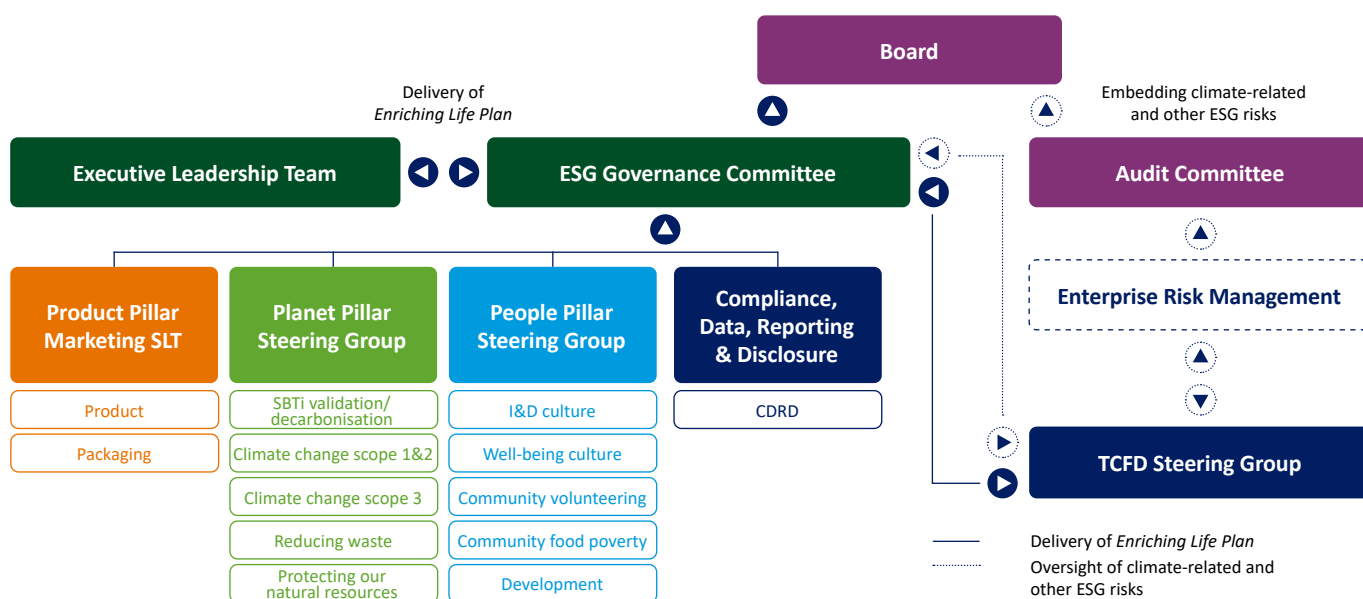 Board
Delivery of
Enriching Life Plan
Embedding climate-related
and other ESG risks
Executive Leadership Team
ESG Governance Committee
Audit Committee
Product Pillar
Marketing SLT
Planet Pillar
Steering Group
People Pillar
Steering Group
Compliance,
Data, Reporting
& Disclosure
Enterprise Risk Management
Product
Packaging
SBTi validation/
decarbonisation
Climate change scope 1&2
Climate change scope 3
Reducing waste
Protecting our
natural resources
I&D culture
Well-being culture
Community volunteering
Community food poverty
Development
CDRD
TCFD Steering Group
Delivery of Enriching Life Plan
Oversight of climate-related and
other ESG risks